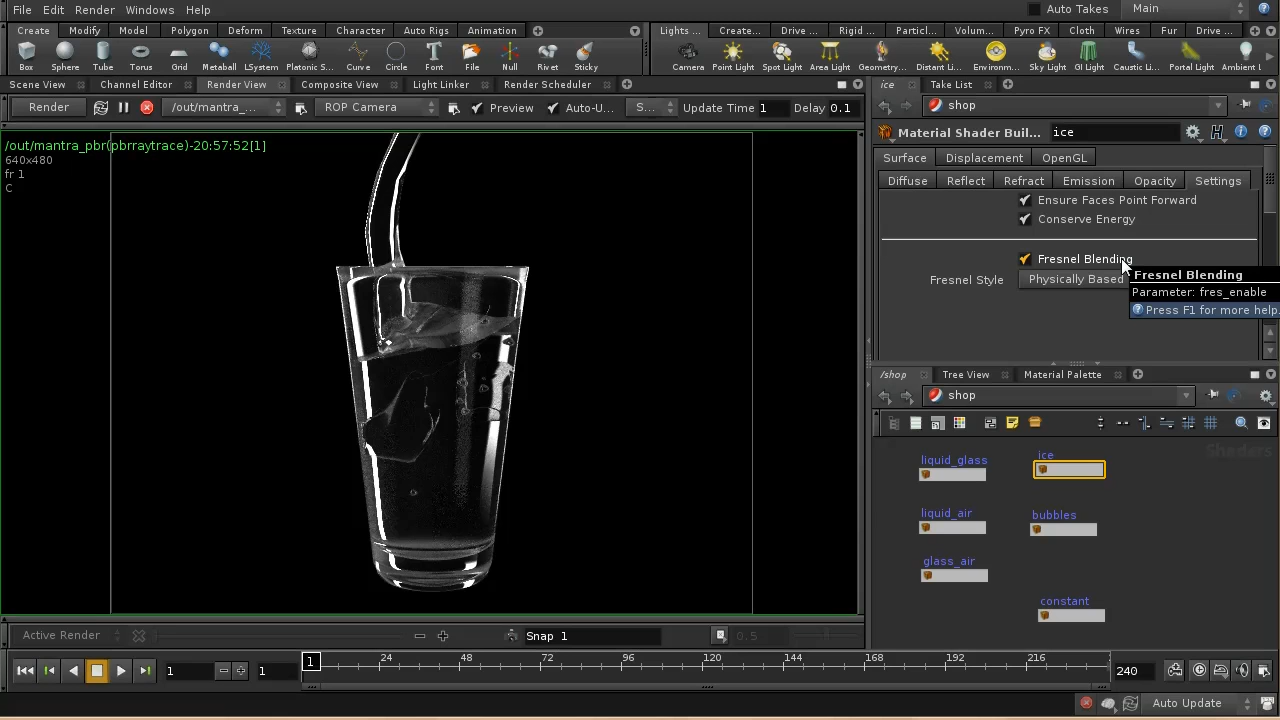 File Edit Render Windows Help Auto Takes Main
Create Modify Model Polygon Deform Texture Character Auto Rigs Animation Lights ... Create... Drive ... Rigid ... Particl... Volum... Pyro FX Cloth Wires Fur Drive ...
Box Sphere Tube Torus Grid Metaball LSystem Platonic S... Curve Circle Font File Null Rivet Sticky Camera Point Light Spot Light Area Light Geometry... Distant Li... Environm... Sky Light GI Light Caustic Li... Portal Light Ambient L
Scene View Channel Editor Render View Composite View Light Linker Render Scheduler ice Take List
Render /out/mantra_... ROP Camera Preview Auto-U... S... Update Time 1 Delay 0.1 shop
/out/mantra_pbr(pbrraytrace)-20:57:52[1]
640x480
fr 1
C
Material Shader Buil... ice
Surface Displacement OpenGL
Diffuse Reflect Refract Emission Opacity Settings
Ensure Faces Point Forward
Conserve Energy
Fresnel Blending
Fresnel Style Physically Based
Fresnel Blending
Parameter: fres_enable
Press F1 for more help.
/shop Tree View Material Palette
shop
Shaders
liquid_glass ice
liquid_air bubbles
glass_air
constant
Active Render Snap 1 0.5
1 1 1 24 48 72 96 120 144 168 192 216 240
Auto Update